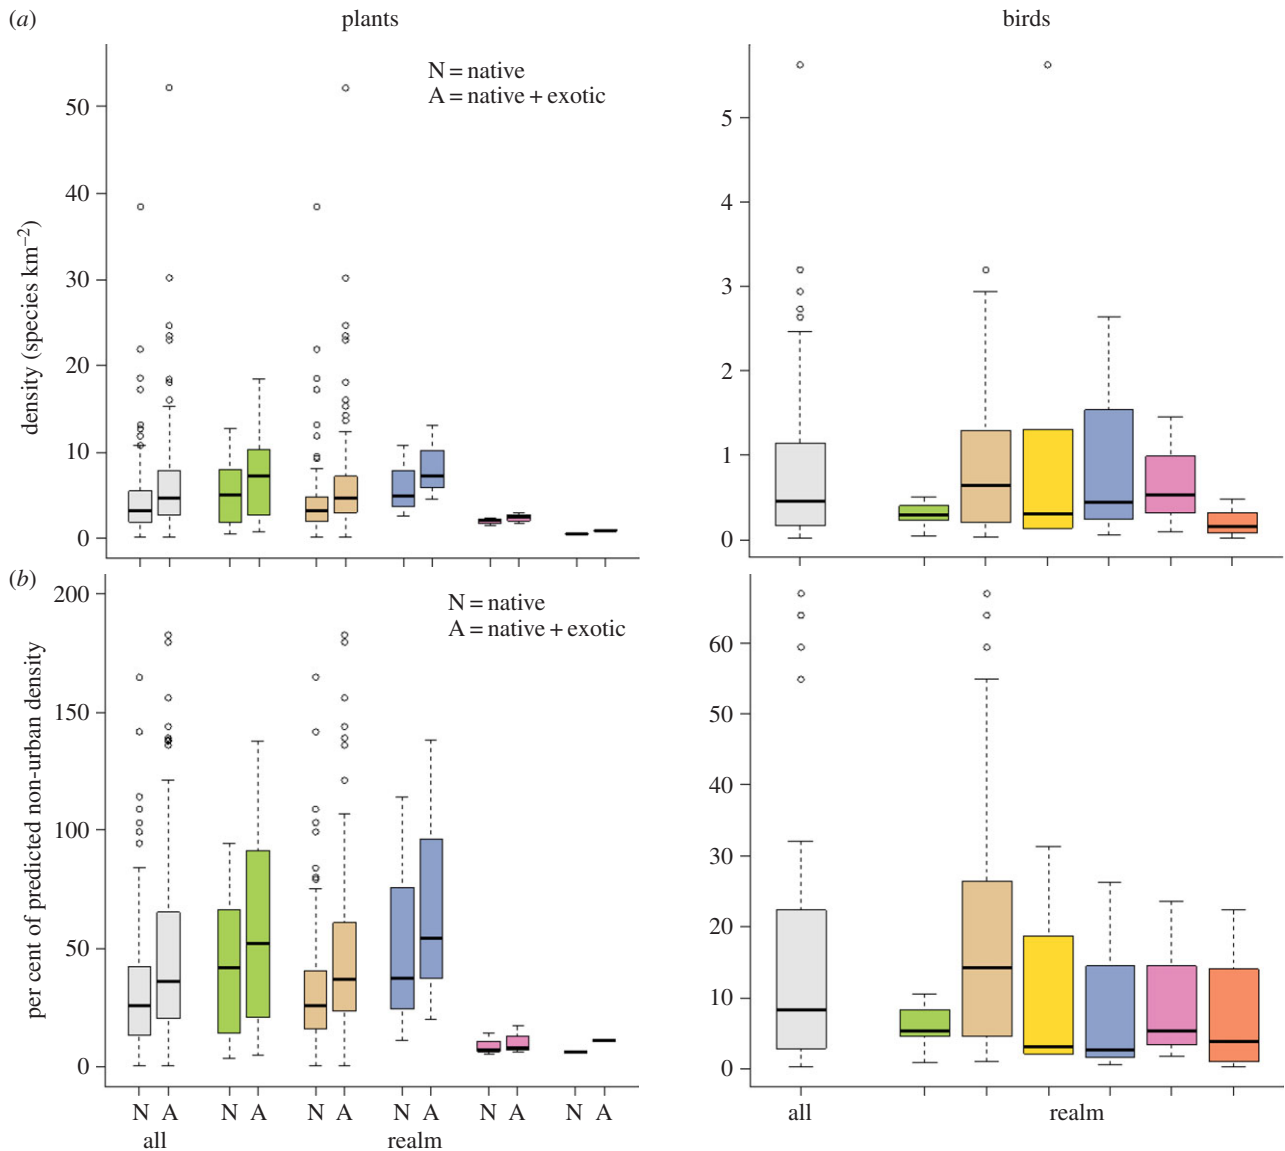 (a)
plants
birds
N = native
A = native + exotic
density (species km−2)
50
40
30
20
10
0
5
4
3
2
1
0
(b)
N = native
A = native + exotic
per cent of predicted non-urban density
200
150
100
50
0
60
50
40
30
20
10
0
N A N A N A N A N A N A
all realm
all realm